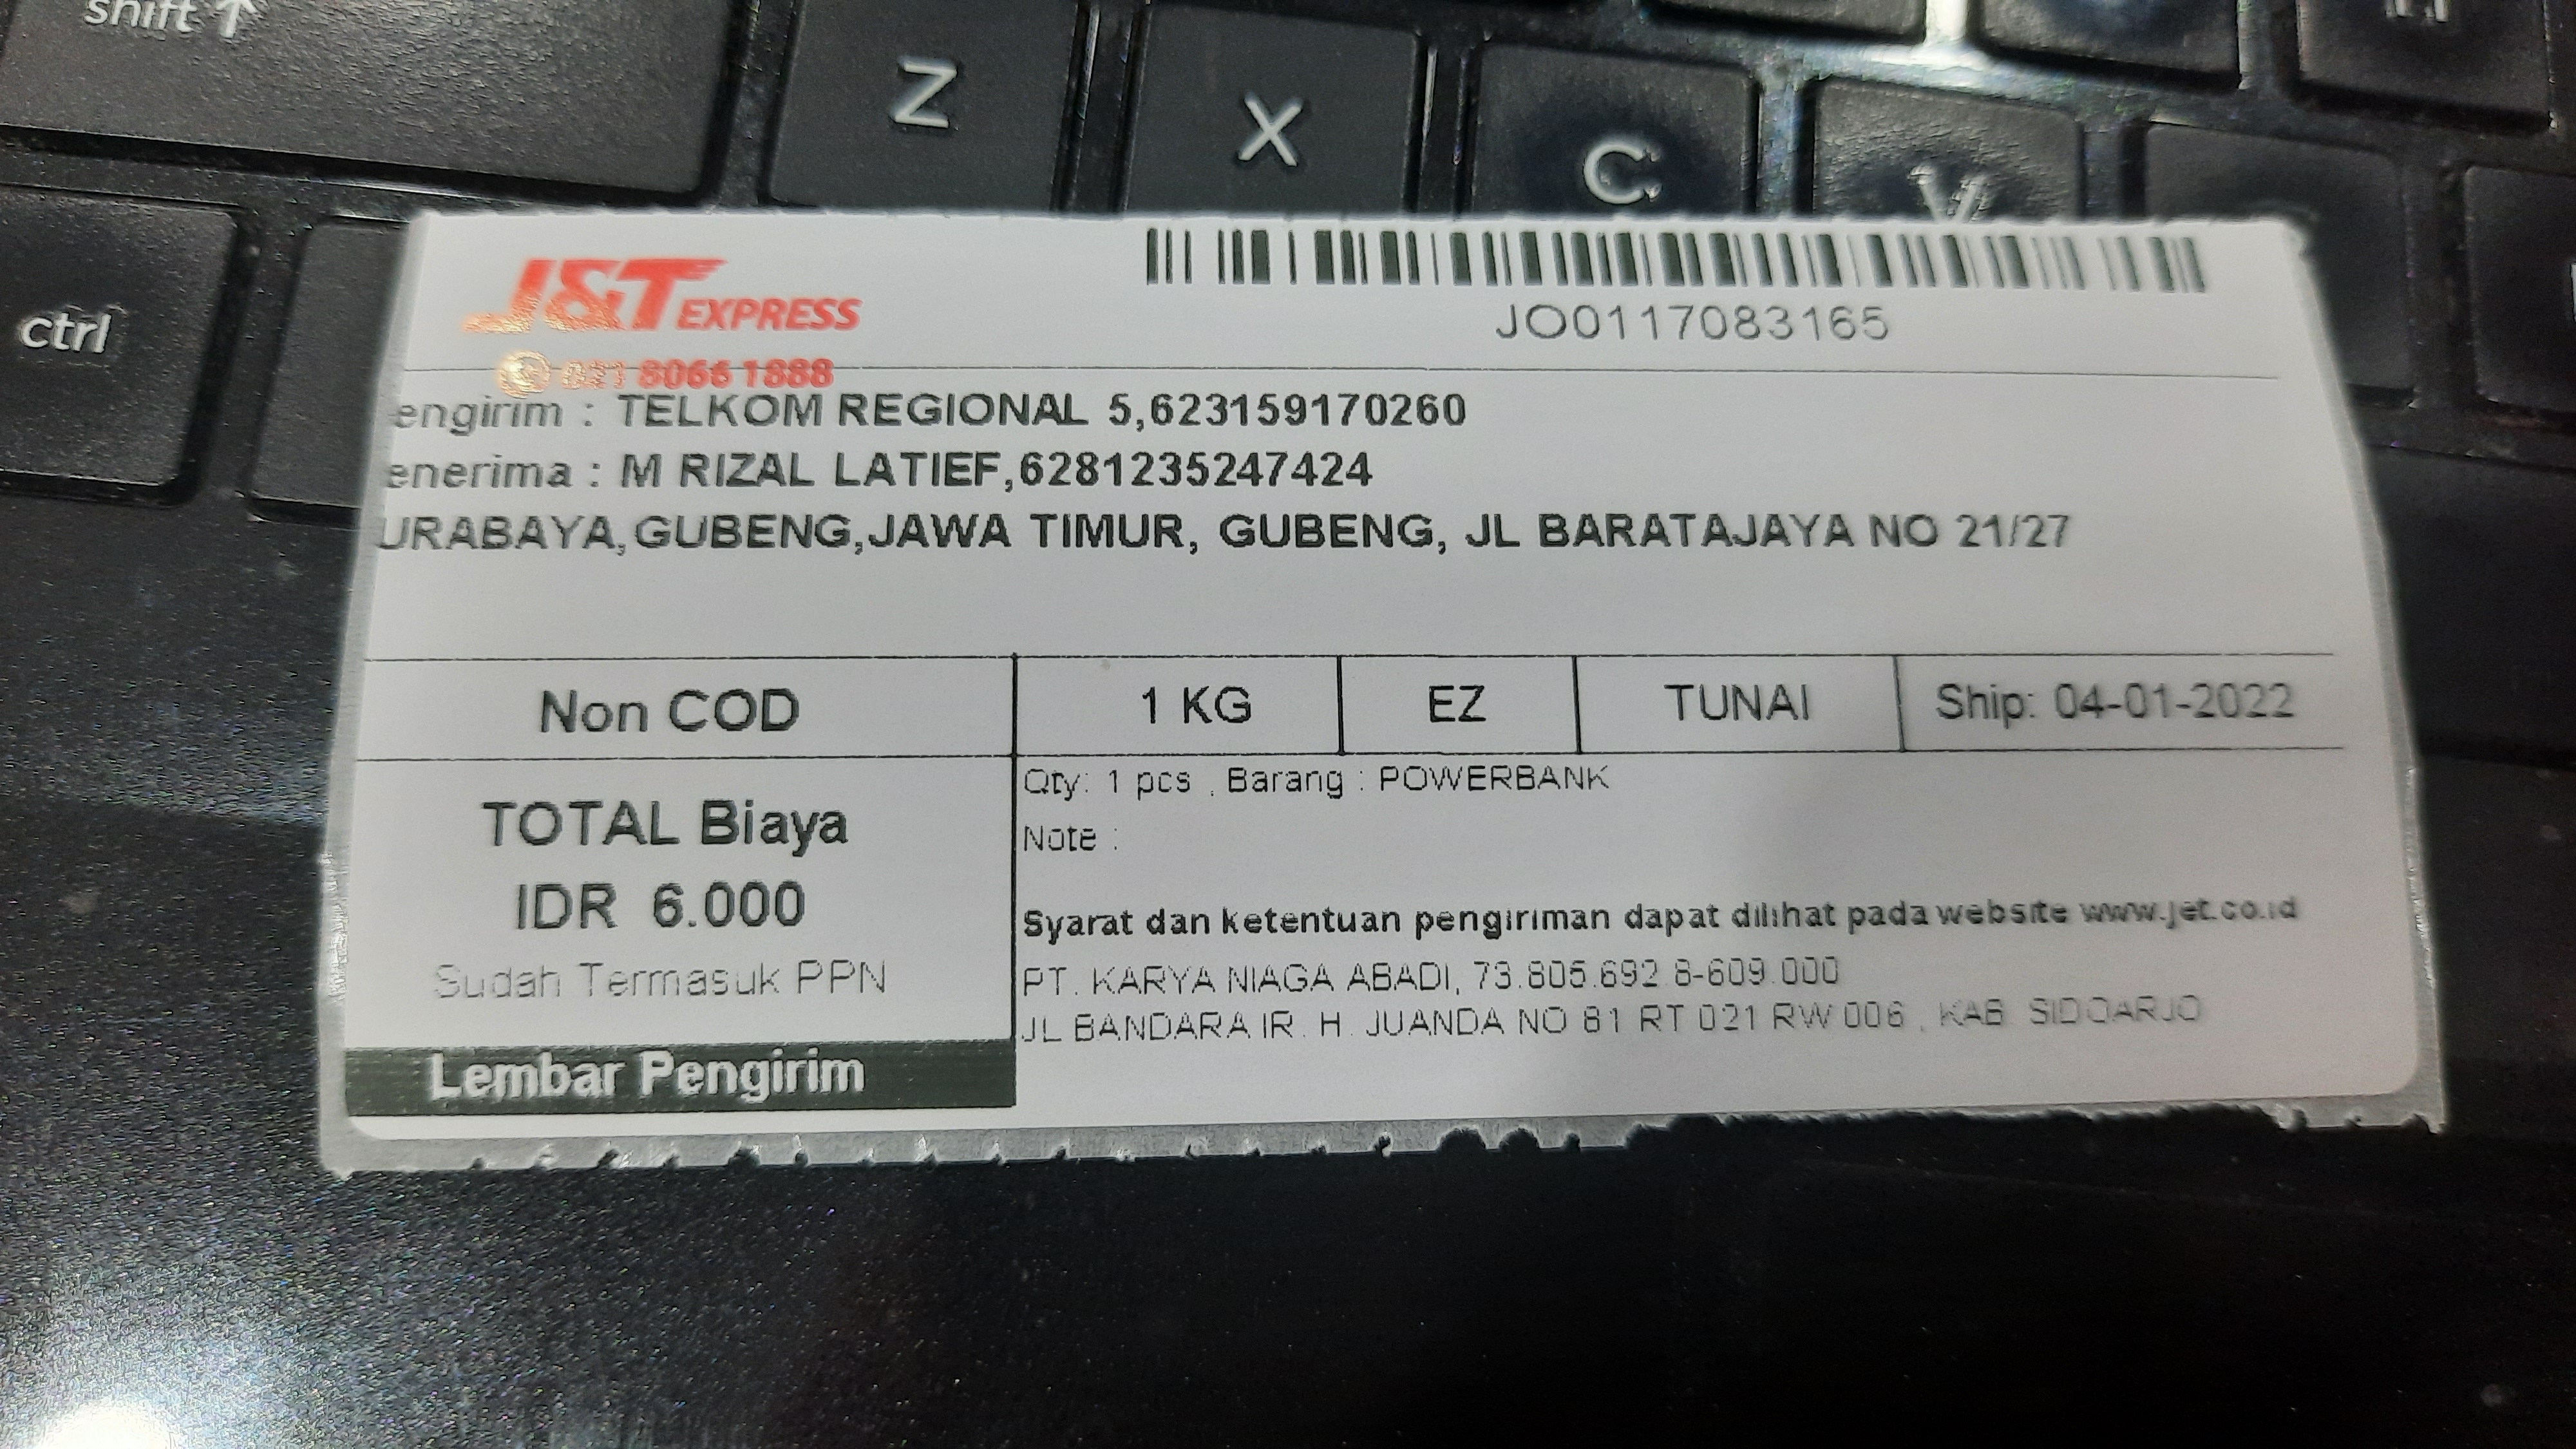 J&T EXPRESS
021 8066 1888
JO0117083165
engirim : TELKOM REGIONAL 5,623159170260
enerima : M RIZAL LATIEF,6281235247424
URABAYA,GUBENG,JAWA TIMUR, GUBENG, JL BARATAJAYA NO 21/27
Non COD 1 KG EZ TUNAI Ship: 04-01-2022
TOTAL Biaya
IDR 6.000
Sudah Termasuk PPN
Lembar Pengirim
Qty: 1 pcs , Barang : POWERBANK
Note :
Syarat dan ketentuan pengiriman dapat dilihat pada website www.jet.co.id
PT. KARYA NIAGA ABADI, 73.605.692.8-609.000
JL BANDARA IR. H. JUANDA NO 81 RT 021 RW 006 , KAB SIDOARJO
ctrl
shift ↑
Z
X
C
V